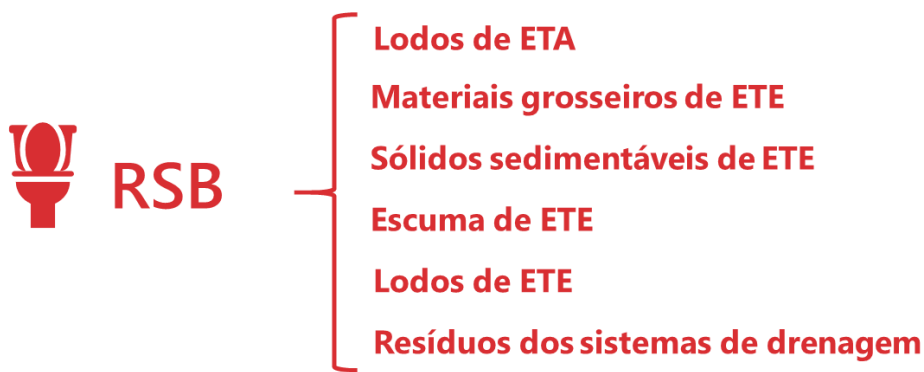 RSB
Lodos de ETA
Materiais grosseiros de ETE
Sólidos sedimentáveis de ETE
Escuma de ETE
Lodos de ETE
Resíduos dos sistemas de drenagem